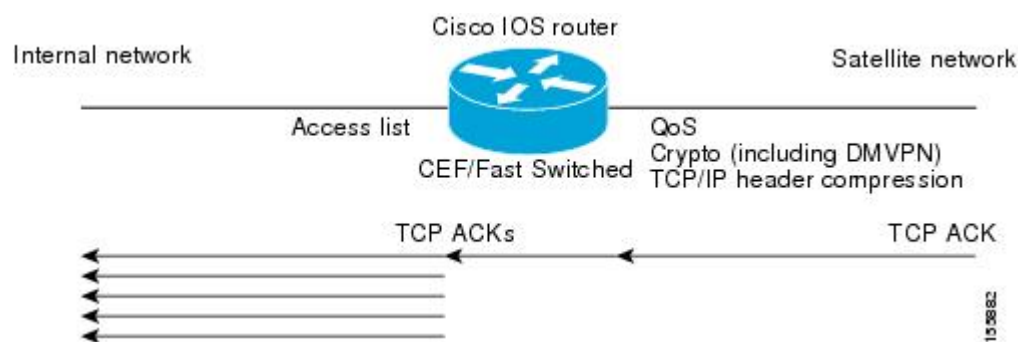 Cisco IOS router
Internal network
Satellite network
Access list
QoS
Crypto (including DMVPN)
CEF/Fast Switched
TCP/IP header compression
TCP ACKs
TCP ACK
155882